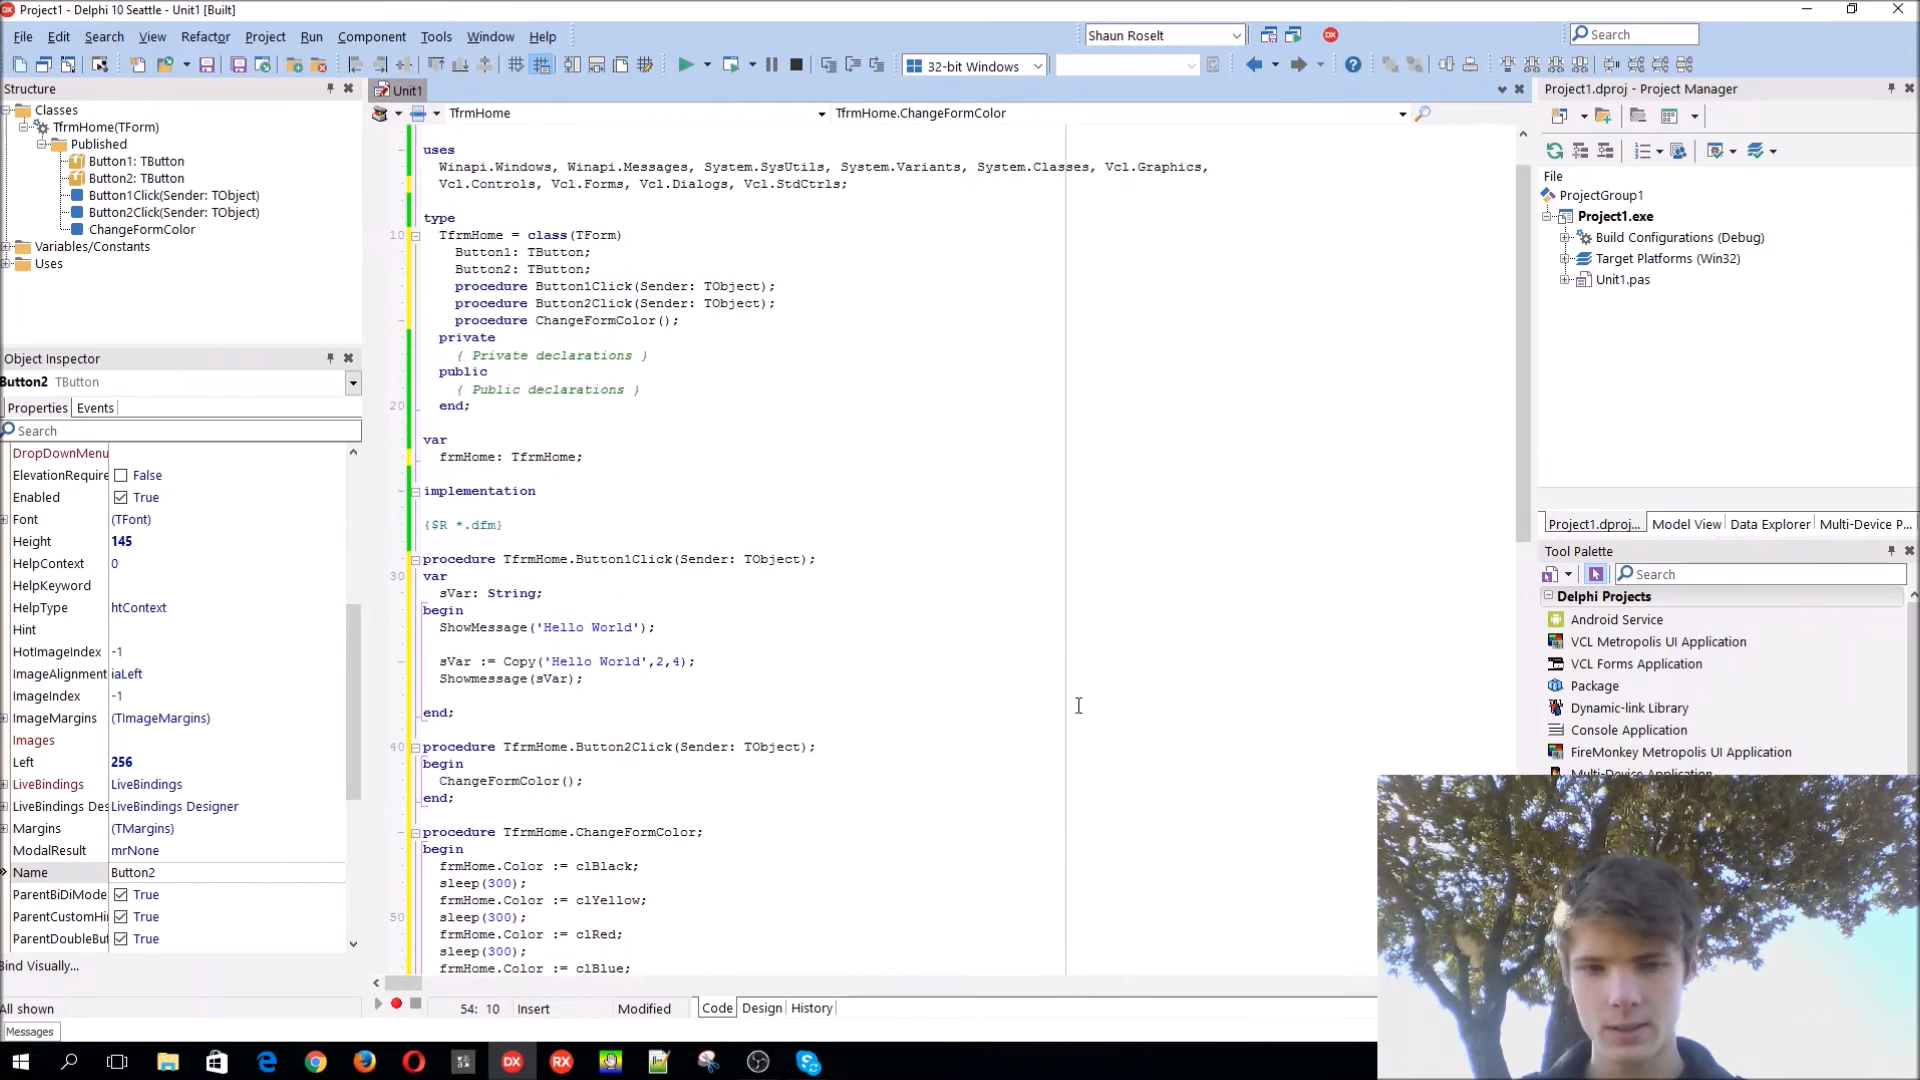 Project1 - Delphi 10 Seattle - Unit1 [Built]
File Edit Search View Refactor Project Run Component Tools Window Help
Shaun Roselt
Search
32-bit Windows
Structure
Classes
TfrmHome(TForm)
Published
Button1: TButton
Button2: TButton
Button1Click(Sender: TObject)
Button2Click(Sender: TObject)
ChangeFormColor
Variables/Constants
Uses
Object Inspector
Button2 TButton
Properties Events
Search
DropDownMenu
ElevationRequire False
Enabled True
Font (TFont)
Height 145
HelpContext 0
HelpKeyword
HelpType htContext
Hint
HotImageIndex -1
ImageAlignment iaLeft
ImageIndex -1
ImageMargins (TImageMargins)
Images
Left 256
LiveBindings LiveBindings
LiveBindings Des LiveBindings Designer
Margins (TMargins)
ModalResult mrNone
Name Button2
ParentBiDiMode True
ParentCustomHi True
ParentDoubleBuf True
Bind Visually...
All shown
Messages
Unit1
TfrmHome TfrmHome.ChangeFormColor
uses
Winapi.Windows, Winapi.Messages, System.SysUtils, System.Variants, System.Classes, Vcl.Graphics,
Vcl.Controls, Vcl.Forms, Vcl.Dialogs, Vcl.StdCtrls;
type
10 TfrmHome = class(TForm)
Button1: TButton;
Button2: TButton;
procedure Button1Click(Sender: TObject);
procedure Button2Click(Sender: TObject);
procedure ChangeFormColor();
private
{ Private declarations }
public
{ Public declarations }
20 end;
var
frmHome: TfrmHome;
implementation
{$R *.dfm}
procedure TfrmHome.Button1Click(Sender: TObject);
30 var
sVar: String;
begin
ShowMessage('Hello World');
sVar := Copy('Hello World',2,4);
Showmessage(sVar);
end;
40 procedure TfrmHome.Button2Click(Sender: TObject);
begin
ChangeFormColor();
end;
procedure TfrmHome.ChangeFormColor;
begin
frmHome.Color := clBlack;
sleep(300);
frmHome.Color := clYellow;
50 sleep(300);
frmHome.Color := clRed;
sleep(300);
frmHome.Color := clBlue;
54: 10 Insert Modified Code Design History
Project1.dproj - Project Manager
File
ProjectGroup1
Project1.exe
Build Configurations (Debug)
Target Platforms (Win32)
Unit1.pas
Project1.dproj... Model View Data Explorer Multi-Device P...
Tool Palette
Search
Delphi Projects
Android Service
VCL Metropolis UI Application
VCL Forms Application
Package
Dynamic-link Library
Console Application
FireMonkey Metropolis UI Application
DX RX